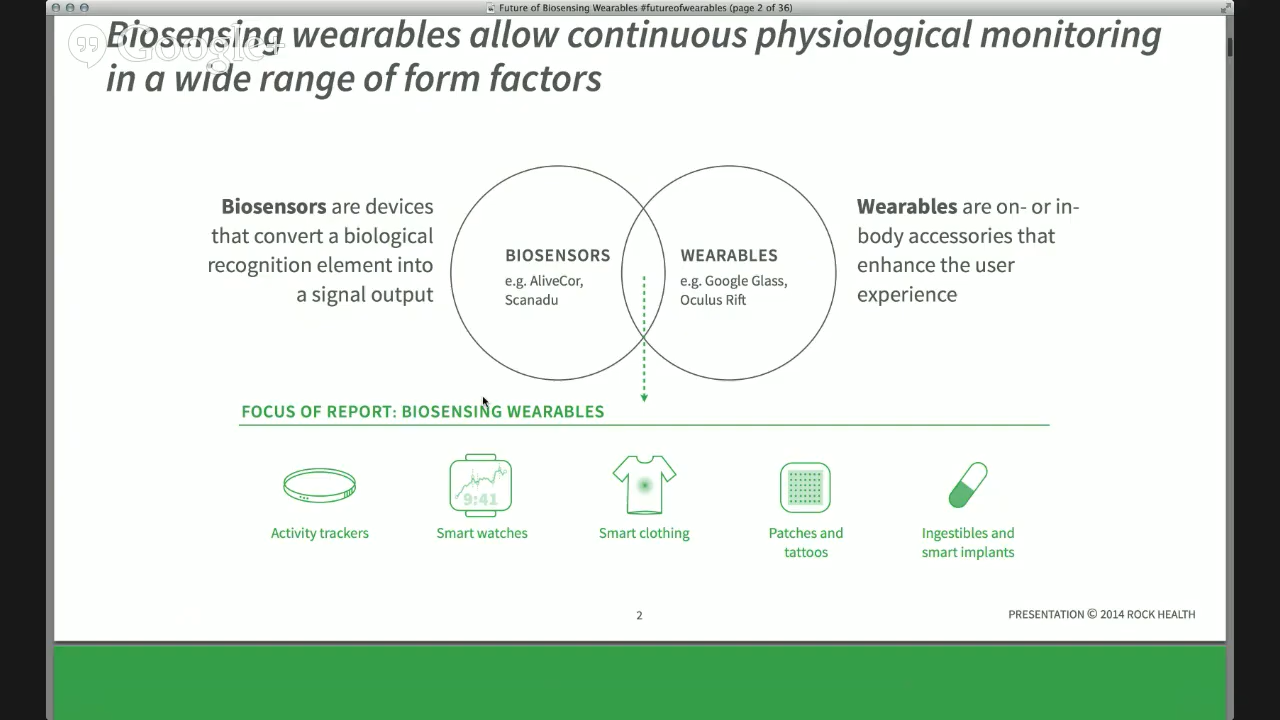 Future of Biosensing Wearables #futureofwearables (page 2 of 36)
Google+
Biosensing wearables allow continuous physiological monitoring
in a wide range of form factors
Biosensors are devices
that convert a biological
recognition element into
a signal output
BIOSENSORS
e.g. AliveCor,
Scanadu
WEARABLES
e.g. Google Glass,
Oculus Rift
Wearables are on- or in-
body accessories that
enhance the user
experience
FOCUS OF REPORT: BIOSENSING WEARABLES
9:41
Activity trackers
Smart watches
Smart clothing
Patches and
tattoos
Ingestibles and
smart implants
2
PRESENTATION © 2014 ROCK HEALTH